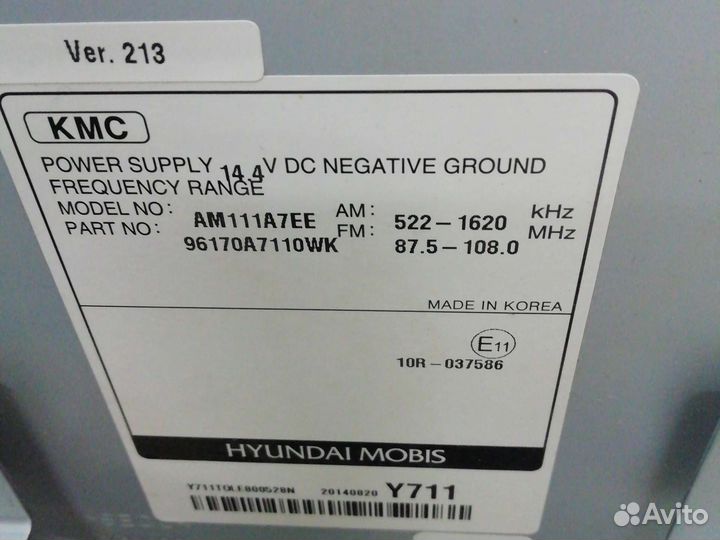 Ver. 213
KMC
POWER SUPPLY 14.4V DC NEGATIVE GROUND
FREQUENCY RANGE
MODEL NO: AM111A7EE AM: 522-1620 kHz
PART NO: 96170A7110WK FM: 87.5-108.0 MHz
MADE IN KOREA
E11
10R-037586
HYUNDAI MOBIS
Y711TQLE800528N 20140820 Y711
Avito